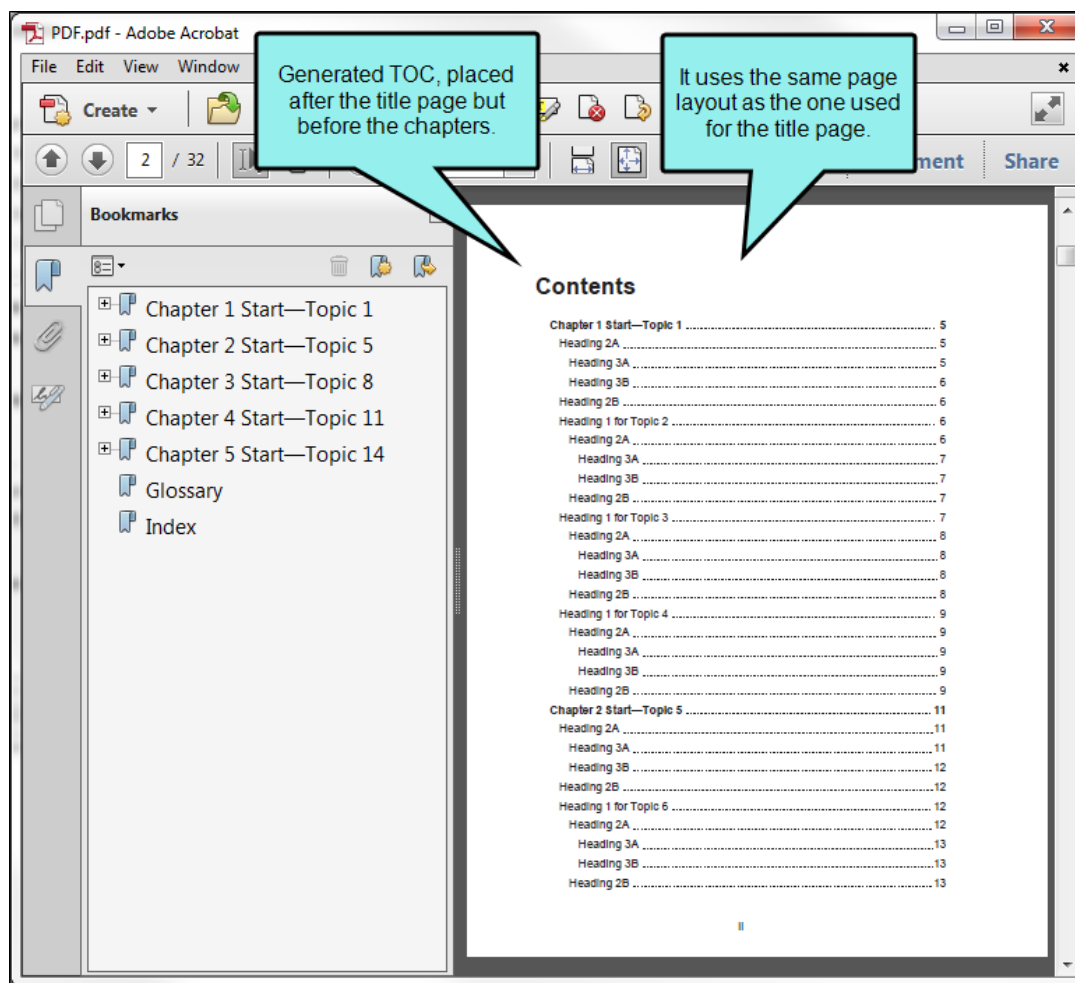 PDF.pdf - Adobe Acrobat
File Edit View Window
Generated TOC, placed
after the title page but
before the chapters.
It uses the same page
layout as the one used
for the title page.
Create
2 / 32
Share
Bookmarks
Chapter 1 Start—Topic 1
Chapter 2 Start—Topic 5
Chapter 3 Start—Topic 8
Chapter 4 Start—Topic 11
Chapter 5 Start—Topic 14
Glossary
Index
Contents
Chapter 1 Start—Topic 1 5
Heading 2A 5
Heading 3A 5
Heading 3B 6
Heading 2B 6
Heading 1 for Topic 2 6
Heading 2A 6
Heading 3A 7
Heading 3B 7
Heading 2B 7
Heading 1 for Topic 3 7
Heading 2A 8
Heading 3A 8
Heading 3B 8
Heading 2B 8
Heading 1 for Topic 4 9
Heading 2A 9
Heading 3A 9
Heading 3B 9
Heading 2B 9
Chapter 2 Start—Topic 5 11
Heading 2A 11
Heading 3A 11
Heading 3B 12
Heading 2B 12
Heading 1 for Topic 6 12
Heading 2A 12
Heading 3A 13
Heading 3B 13
Heading 2B 13
II